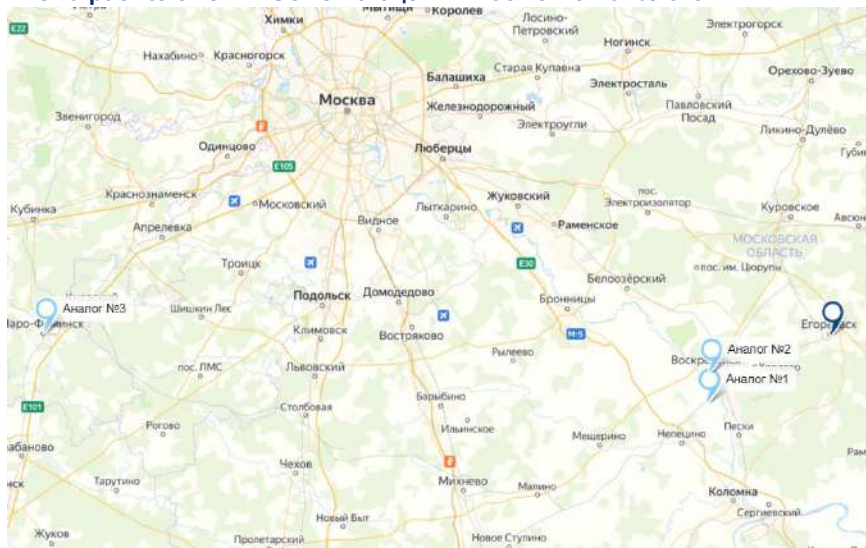 Мытищи
Королёв
Химки
E22
Лосино-
Петровский
Электрогорск
Ногинск
Нахабино
Красногорск
Балашиха
Старая Купавна
Электросталь
Орехово-Зуево
Москва
Железнодорожный
Павловский
Посад
Звенигород
Электроугли
Ликино-Дулёво
Одинцово
Люберцы
E105
Краснознаменск
Московский
Лыткарино
Жуковский
пос.
Электроизолятор
Куровское
Кубинка
Апрелевка
Видное
Раменское
МОСКОВСКАЯ
ОБЛАСТЬ
Троицк
E30
Белоозёрский
пос. им. Цюрупы
Аналог №3
Шишкин Лес
Подольск
Домодедово
Бронницы
Климовск
Востряково
М-5
Рылеево
Аналог №2
пос. ЛМС
Львовский
Аналог №1
E101
Столбовая
Барыбино
Рогово
Ильинское
Мещерино
Непецино
Пески
Чехов
Тарутино
Михнево
Малино
Коломна
Сергиевский
Новый Быт
Жуков
Пролетарский
Новое Ступино